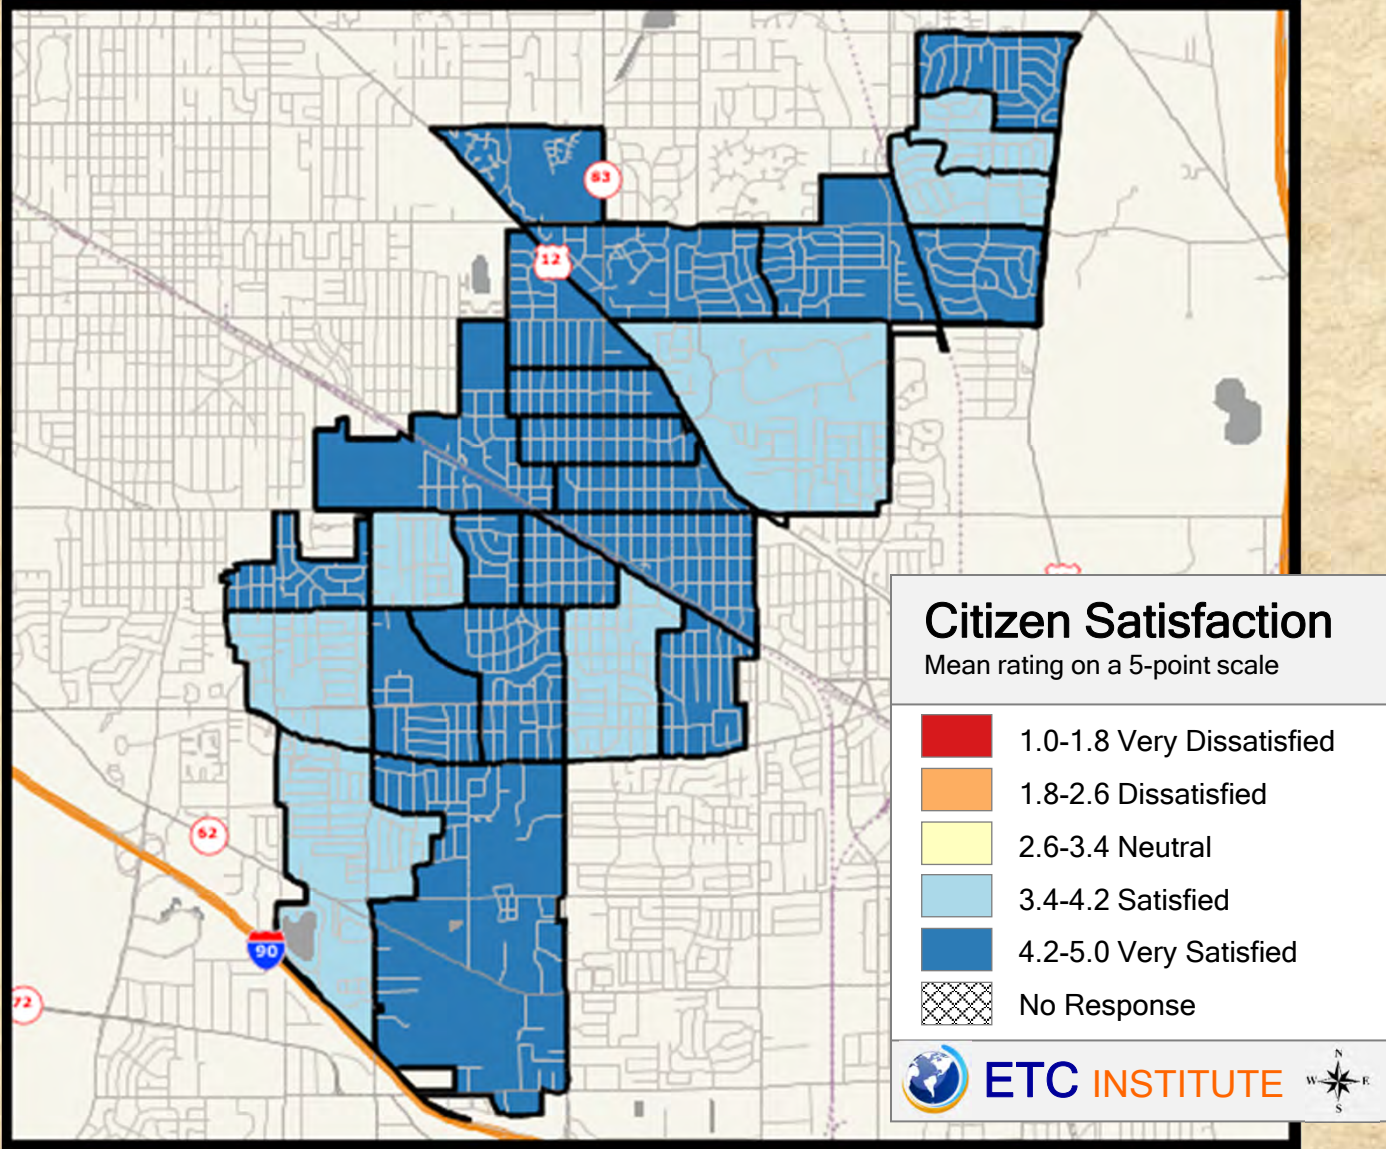 83
12
62
90
72
Citizen Satisfaction
Mean rating on a 5-point scale
1.0-1.8 Very Dissatisfied
1.8-2.6 Dissatisfied
2.6-3.4 Neutral
3.4-4.2 Satisfied
4.2-5.0 Very Satisfied
No Response
ETC INSTITUTE
N
W E
S